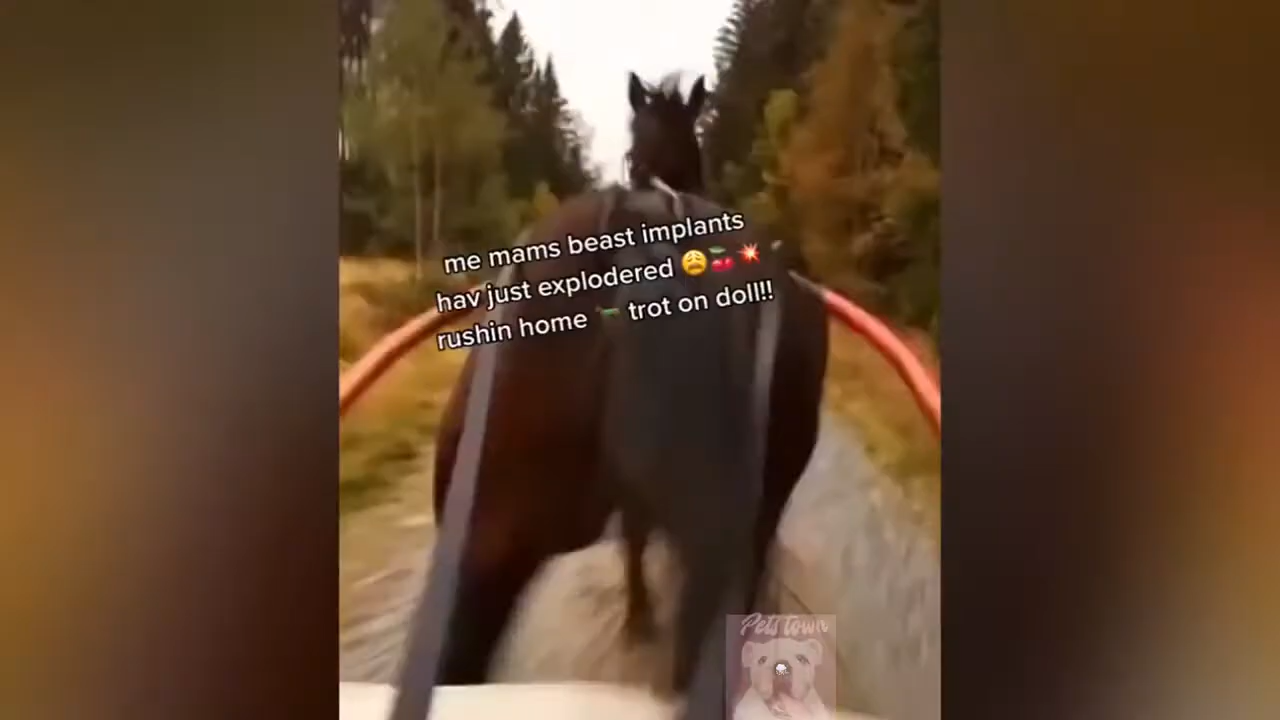 me mams beast implants
hav just explodered 😩🍒💥
rushin home 🐎 trot on doll!!
Pets town